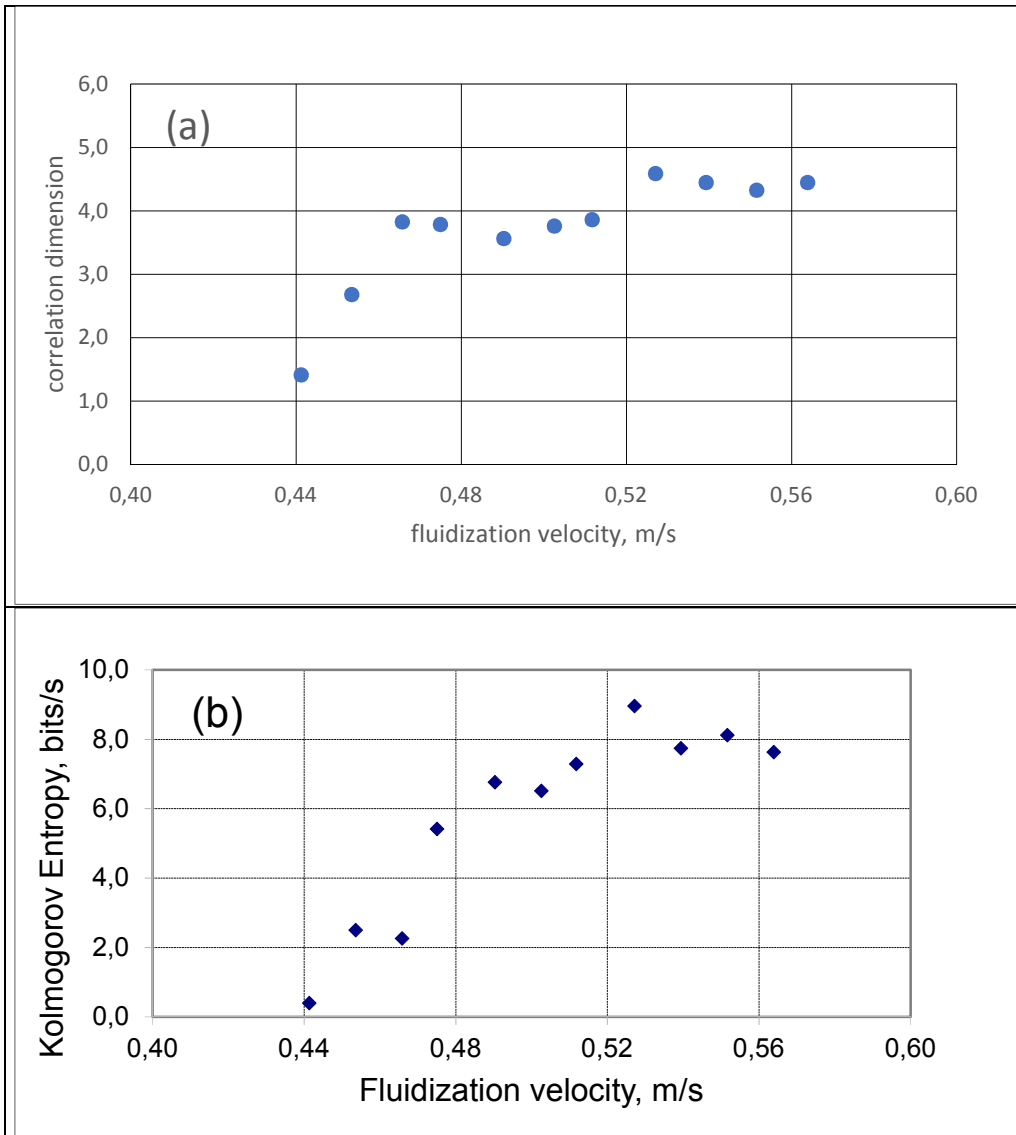 (a)
correlation dimension
6,0
5,0
4,0
3,0
2,0
1,0
0,0
0,40 0,44 0,48 0,52 0,56 0,60
fluidization velocity, m/s
(b)
Kolmogorov Entropy, bits/s
10,0
8,0
6,0
4,0
2,0
0,0
0,40 0,44 0,48 0,52 0,56 0,60
Fluidization velocity, m/s